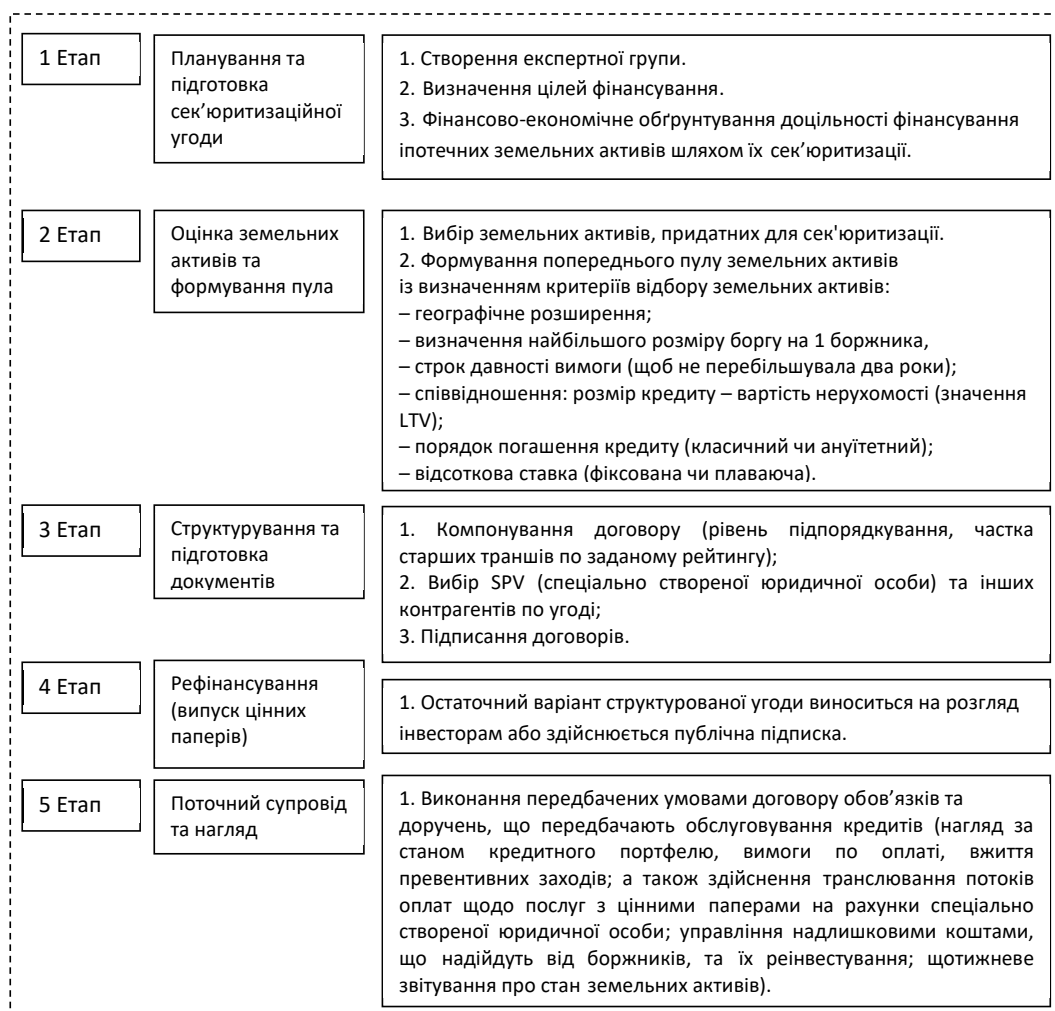 1 Етап
Планування та
підготовка
сек’юритизаційної
угоди
1. Створення експертної групи.
2. Визначення цілей фінансування.
3. Фінансово-економічне обґрунтування доцільності фінансування
іпотечних земельних активів шляхом їх сек’юритизації.
2 Етап
Оцінка земельних
активів та
формування пула
1. Вибір земельних активів, придатних для сек'юритизації.
2. Формування попереднього пулу земельних активів
із визначенням критеріїв відбору земельних активів:
– географічне розширення;
– визначення найбільшого розміру боргу на 1 боржника,
– строк давності вимоги (щоб не перебільшувала два роки);
– співвідношення: розмір кредиту – вартість нерухомості (значення
LTV);
– порядок погашення кредиту (класичний чи ануїтетний);
– відсоткова ставка (фіксована чи плаваюча).
3 Етап
Структурування та
підготовка
документів
1. Компонування договору (рівень підпорядкування, частка
старших траншів по заданому рейтингу);
2. Вибір SPV (спеціально створеної юридичної особи) та інших
контрагентів по угоді;
3. Підписання договорів.
4 Етап
Рефінансування
(випуск цінних
паперів)
1. Остаточний варіант структурованої угоди виноситься на розгляд
інвесторам або здійснюється публічна підписка.
5 Етап
Поточний супровід
та нагляд
1. Виконання передбачених умовами договору обов’язків та
доручень, що передбачають обслуговування кредитів (нагляд за
станом кредитного портфелю, вимоги по оплаті, вжиття
превентивних заходів; а також здійснення транслювання потоків
оплат щодо послуг з цінними паперами на рахунки спеціально
створеної юридичної особи; управління надлишковими коштами,
що надійдуть від боржників, та їх реінвестування; щотижневе
звітування про стан земельних активів).